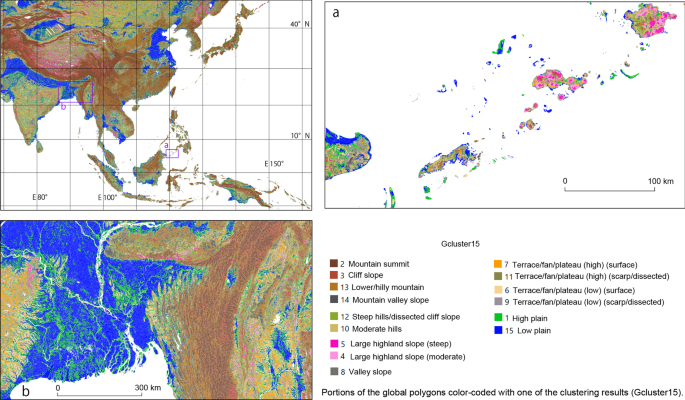 40° N
b
10° N
a
E 150°
E 80°
E 100°
a
0 100 km
b
0 300 km
Gcluster15
2 Mountain summit
3 Cliff slope
13 Lower/hilly mountain
14 Mountain valley slope
12 Steep hills/dissected cliff slope
10 Moderate hills
5 Large highland slope (steep)
4 Large highland slope (moderate)
8 Valley slope
7 Terrace/fan/plateau (high) (surface)
11 Terrace/fan/plateau (high) (scarp/dissected)
6 Terrace/fan/plateau (low) (surface)
9 Terrace/fan/plateau (low) (scarp/dissected)
1 High plain
15 Low plain
Portions of the global polygons color-coded with one of the clustering results (Gcluster15).